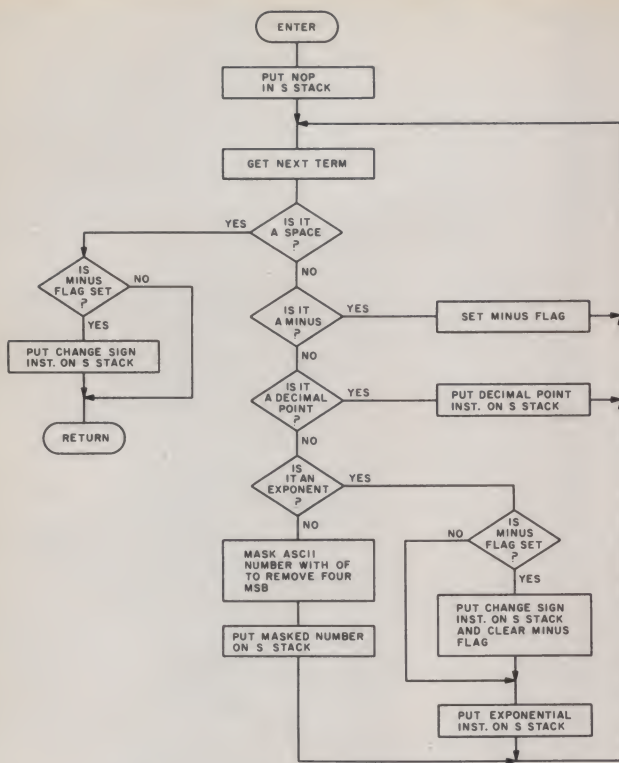 ENTER
PUT NOP
IN S STACK
GET NEXT TERM
IS IT
A SPACE
?
YES
NO
IS
MINUS
FLAG SET
?
NO
YES
PUT CHANGE SIGN
INST. ON S STACK
RETURN
IS IT
A MINUS
?
YES
NO
SET MINUS FLAG
IS IT
A DECIMAL
POINT
?
YES
NO
PUT DECIMAL POINT
INST. ON S STACK
IS
IT AN
EXPONENT
?
YES
NO
MASK ASCII
NUMBER WITH OF
TO REMOVE FOUR
MSB
PUT MASKED NUMBER
ON S STACK
IS
MINUS
FLAG SET
?
NO
YES
PUT CHANGE SIGN
INST. ON S STACK
AND CLEAR MINUS
FLAG
PUT EXPONENTIAL
INST. ON S STACK